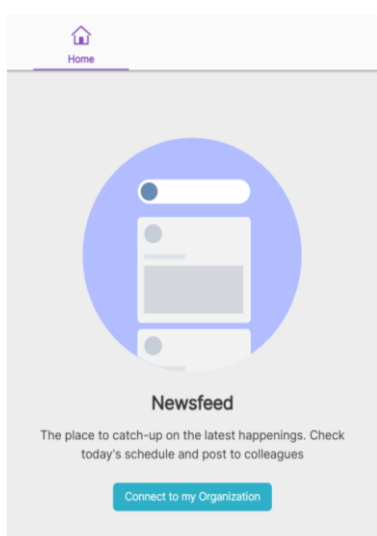 Home
Newsfeed
The place to catch-up on the latest happenings. Check
today's schedule and post to colleagues
Connect to my Organization